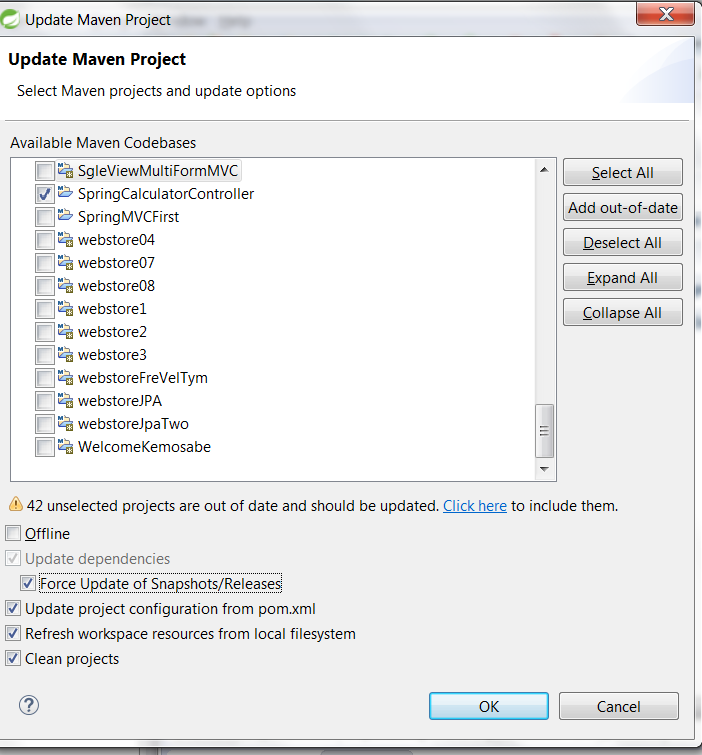 Update Maven Project
Update Maven Project
Select Maven projects and update options
Available Maven Codebases
SgleViewMultiFormMVC
SpringCalculatorController
SpringMVCFirst
webstore04
webstore07
webstore08
webstore1
webstore2
webstore3
webstoreFreVelTym
webstoreJPA
webstoreJpaTwo
WelcomeKemosabe
Select All
Add out-of-date
Deselect All
Expand All
Collapse All
42 unselected projects are out of date and should be updated. Click here to include them.
Offline
Update dependencies
Force Update of Snapshots/Releases
Update project configuration from pom.xml
Refresh workspace resources from local filesystem
Clean projects
OK
Cancel